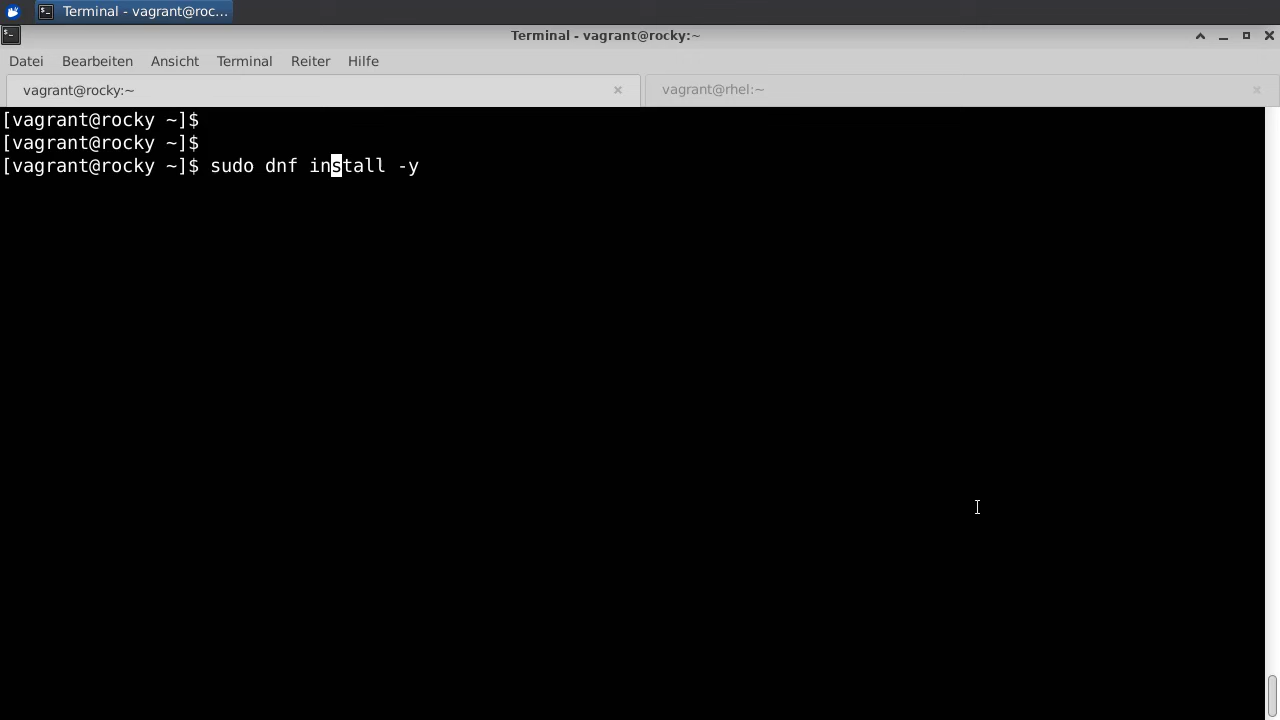 Terminal - vagrant@roc...
Terminal - vagrant@rocky:~
Datei Bearbeiten Ansicht Terminal Reiter Hilfe
vagrant@rocky:~ vagrant@rhel:~
[vagrant@rocky ~]$
[vagrant@rocky ~]$
[vagrant@rocky ~]$ sudo dnf install -y